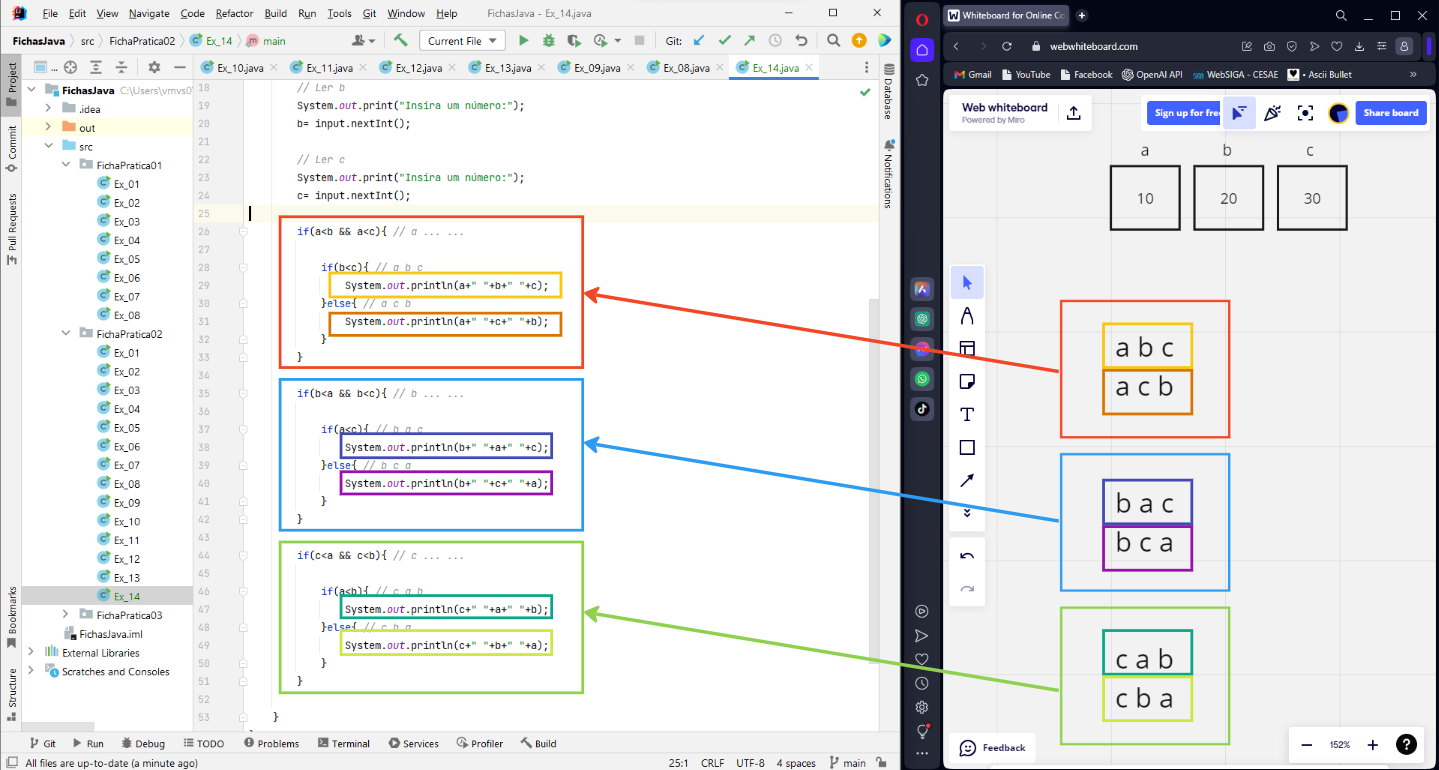 File Edit View Navigate Code Refactor Build Run Tools Git Window Help FichasJava - Ex_14.java
FichasJava src FichaPratica02 Ex_14 main Current File Git:
Project
Commit
Pull Requests
Bookmarks
Structure
...
FichasJava C:\Users\vmvs0
.idea
out
src
FichaPratica01
Ex_01
Ex_02
Ex_03
Ex_04
Ex_05
Ex_06
Ex_07
Ex_08
FichaPratica02
Ex_01
Ex_02
Ex_03
Ex_04
Ex_05
Ex_06
Ex_07
Ex_08
Ex_09
Ex_10
Ex_11
Ex_12
Ex_13
Ex_14
FichaPratica03
FichasJava.iml
External Libraries
Scratches and Consoles
Ex_10.java Ex_11.java Ex_12.java Ex_13.java Ex_09.java Ex_08.java Ex_14.java
18 // Ler b
19 System.out.print("Insira um número:");
20 b= input.nextInt();
21
22 // Ler c
23 System.out.print("Insira um número:");
24 c= input.nextInt();
25
26 if(a<b && a<c){ // a ... ...
27
28 if(b<c){ // a b c
29 System.out.println(a+" "+b+" "+c);
30 }else{ // a c b
31 System.out.println(a+" "+c+" "+b);
32 }
33 }
34
35 if(b<a && b<c){ // b ... ...
36
37 if(a<c){ // b a c
38 System.out.println(b+" "+a+" "+c);
39 }else{ // b c a
40 System.out.println(b+" "+c+" "+a);
41 }
42 }
43
44 if(c<a && c<b){ // c ... ...
45
46 if(a<b){ // c a b
47 System.out.println(c+" "+a+" "+b);
48 }else{ // c b a
49 System.out.println(c+" "+b+" "+a);
50 }
51 }
52
53 }
Database
Notifications
Git Run Debug TODO Problems Terminal Services Profiler Build
All files are up-to-date (a minute ago) 25:1 CRLF UTF-8 4 spaces main
Whiteboard for Online Co
webwhiteboard.com
Gmail YouTube Facebook OpenAI API WebSIGA - CESAE • Ascii Bullet
Web whiteboard
Powered by Miro
Sign up for free
Share board
a b c
10 20 30
a b c
a c b
b a c
b c a
c a b
c b a
Feedback
152%